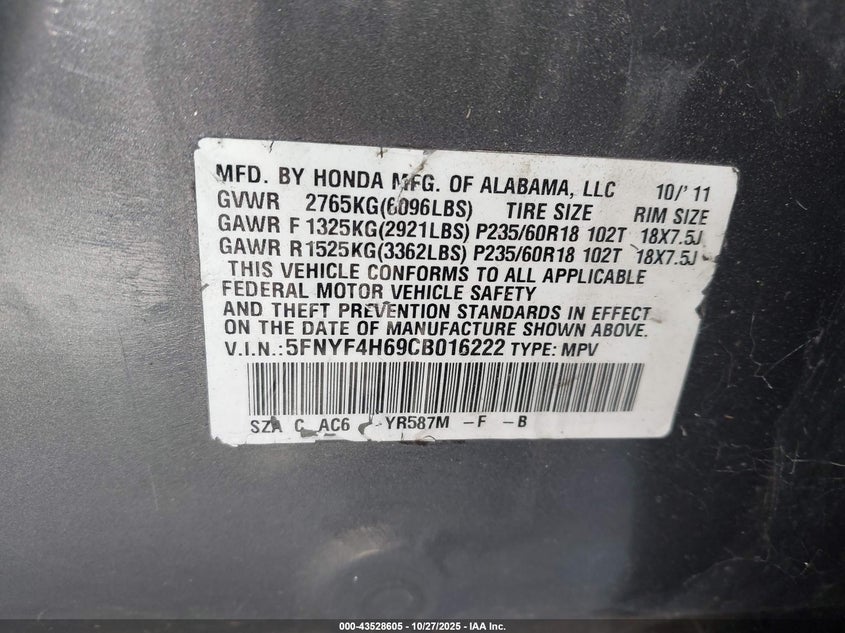 MFD. BY HONDA MFG. OF ALABAMA, LLC 10/'11
GVWR 2765KG(6096LBS) TIRE SIZE RIM SIZE
GAWR F 1325KG(2921LBS) P235/60R18 102T 18X7.5J
GAWR R1525KG(3362LBS) P235/60R18 102T 18X7.5J
THIS VEHICLE CONFORMS TO ALL APPLICABLE
FEDERAL MOTOR VEHICLE SAFETY
AND THEFT PREVENTION STANDARDS IN EFFECT
ON THE DATE OF MANUFACTURE SHOWN ABOVE.
V.I.N.:5FNYF4H69CB016222 TYPE: MPV
SZA C AC6 -YR587M -F -B
000-43528605 | 10/27/2025 - IAA Inc.